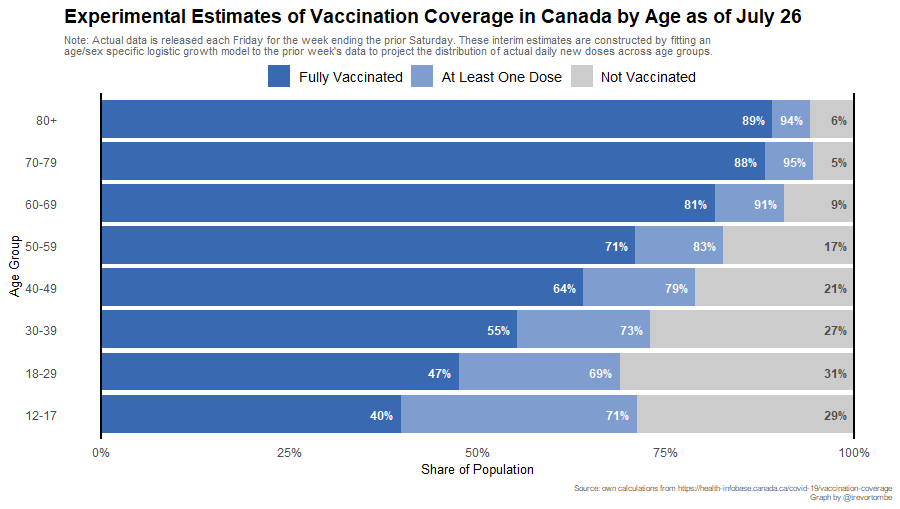 Experimental Estimates of Vaccination Coverage in Canada by Age as of July 26
Note: Actual data is released each Friday for the week ending the prior Saturday. These interim estimates are constructed by fitting an
age/sex specific logistic growth model to the prior week's data to project the distribution of actual daily new doses across age groups.
Fully Vaccinated At Least One Dose Not Vaccinated
80+ 89% 94% 6%
70-79 88% 95% 5%
60-69 81% 91% 9%
50-59 71% 83% 17%
40-49 64% 79% 21%
30-39 55% 73% 27%
18-29 47% 69% 31%
12-17 40% 71% 29%
Age Group
0% 25% 50% 75% 100%
Share of Population
Source: own calculations from https://health-infobase.canada.ca/covid-19/vaccination-coverage
Graph by @trevortombe